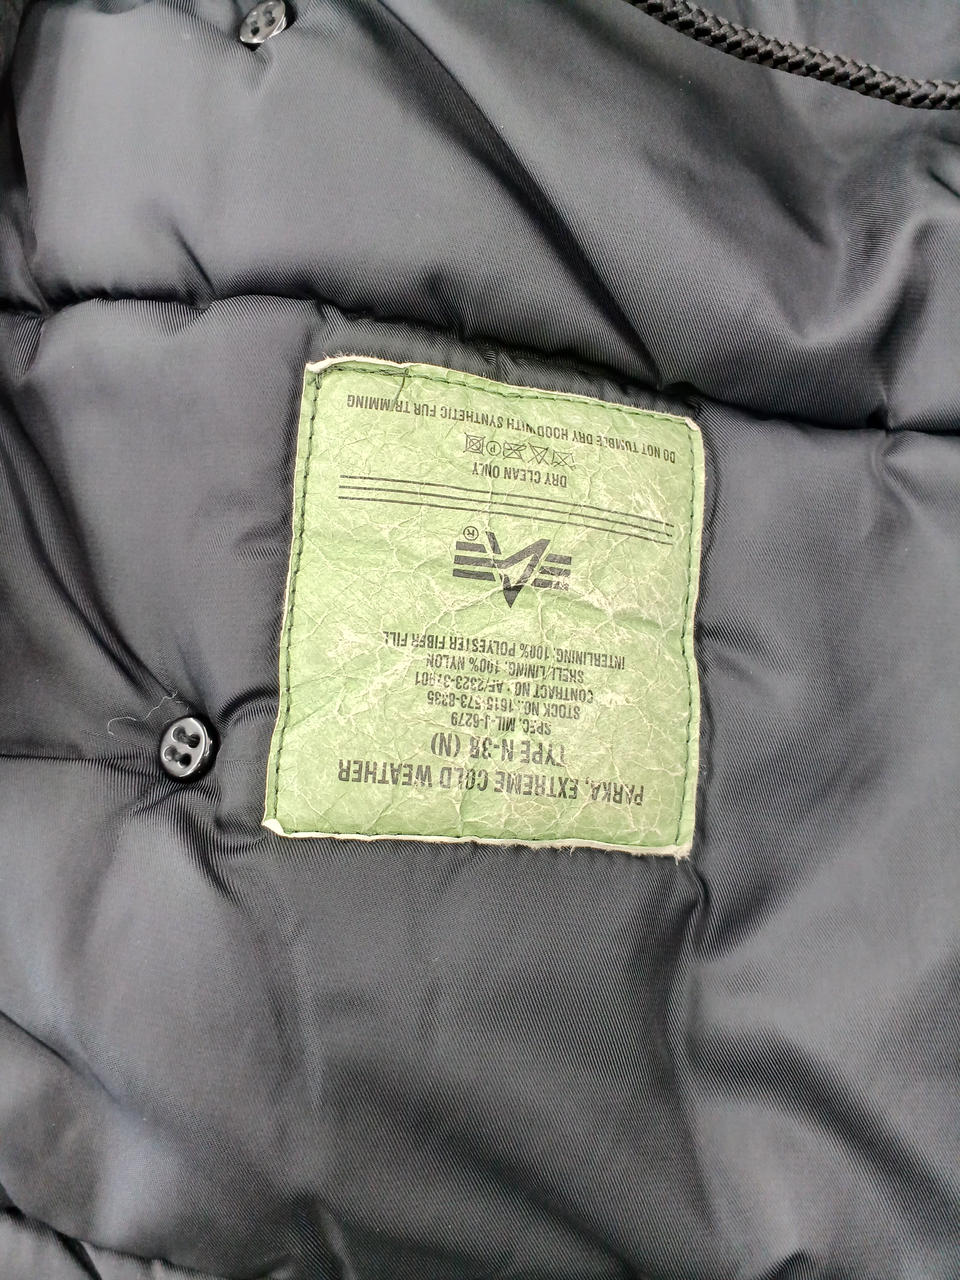 PARKA, EXTREME COLD WEATHER
TYPE N-3B (N)
SPEC. MIL-J-6279
STOCK NO., 1615-573-8235
CONTRACT NO., AF/2323-37901
SHELL/LINING, 100% NYLON
INTERLINING, 100% POLYESTER FIBER FILL
®
DRY CLEAN ONLY
P
DO NOT TUMBLE DRY HOOD WITH SYNTHETIC FUR TRIMMING